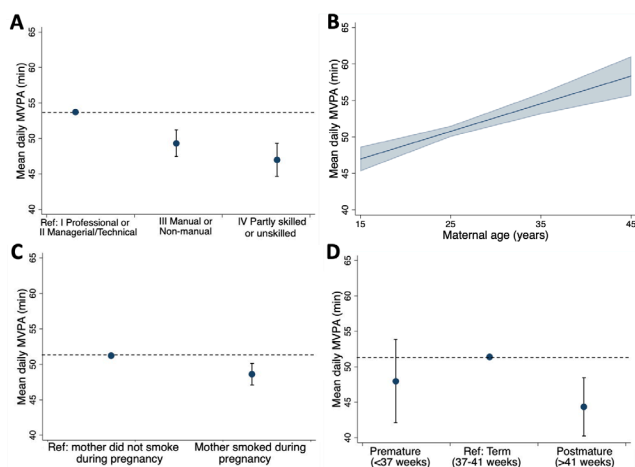 A
Mean daily MVPA (min)
65
60
55
50
45
40
Ref: I Professional or
II Managerial/Technical
III Manual or
Non-manual
IV Partly skilled
or unskilled
B
Mean daily MVPA (min)
65
60
55
50
45
40
15
25
35
45
Maternal age (years)
C
Mean daily MVPA (min)
65
60
55
50
45
40
Ref: mother did not smoke
during pregnancy
Mother smoked during
pregnancy
D
Mean daily MVPA (min)
65
60
55
50
45
40
Premature
(<37 weeks)
Ref: Term
(37-41 weeks)
Postmature
(>41 weeks)